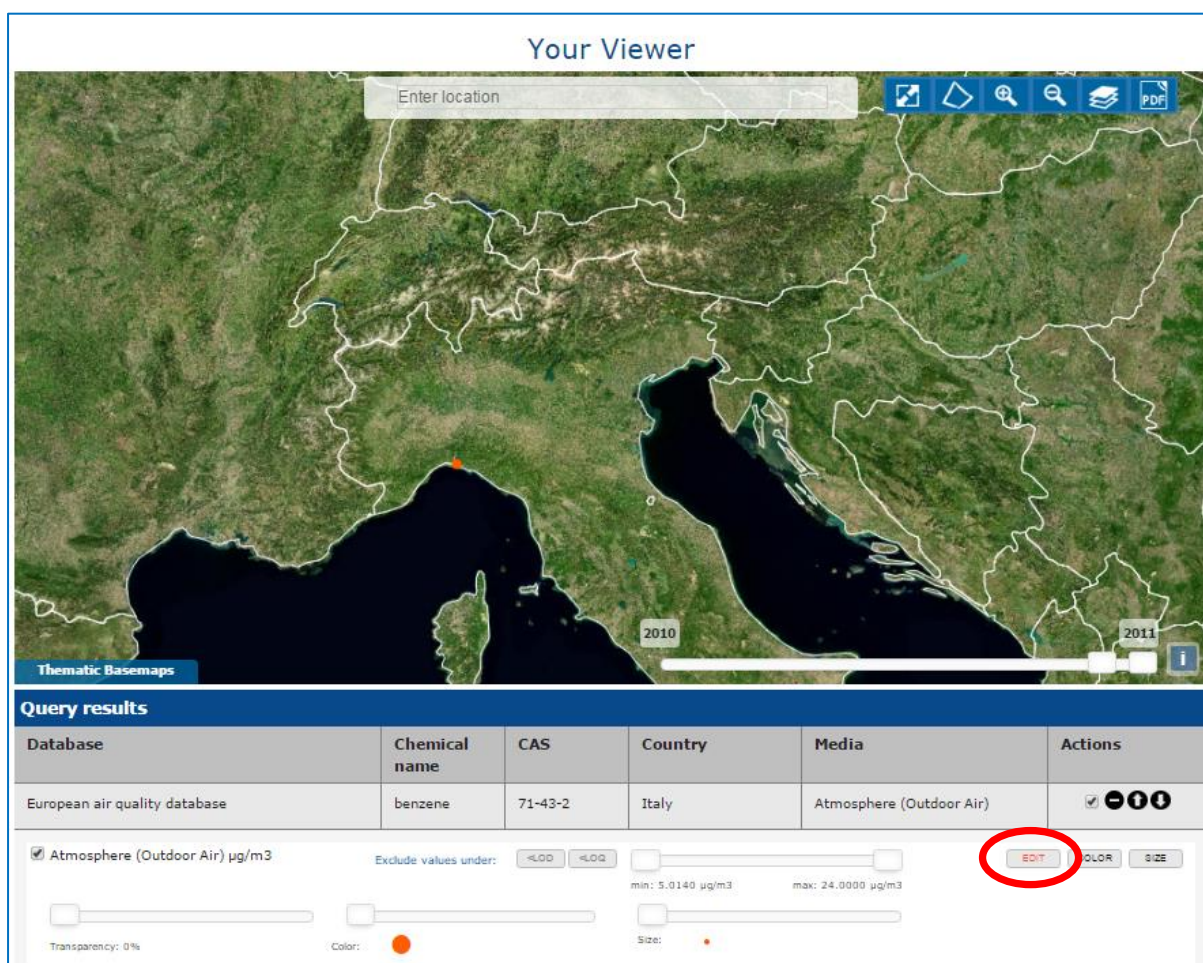 Your Viewer
Enter location
PDF
2010
2011
i
Thematic Basemaps
Query results
Database Chemical name CAS Country Media Actions
European air quality database benzene 71-43-2 Italy Atmosphere (Outdoor Air)
Atmosphere (Outdoor Air) µg/m3 Exclude values under: <LOD <LOQ EDIT COLOR SIZE
min: 5.0140 µg/m3 max: 24.0000 µg/m3
Transparency: 0% Color: Size: